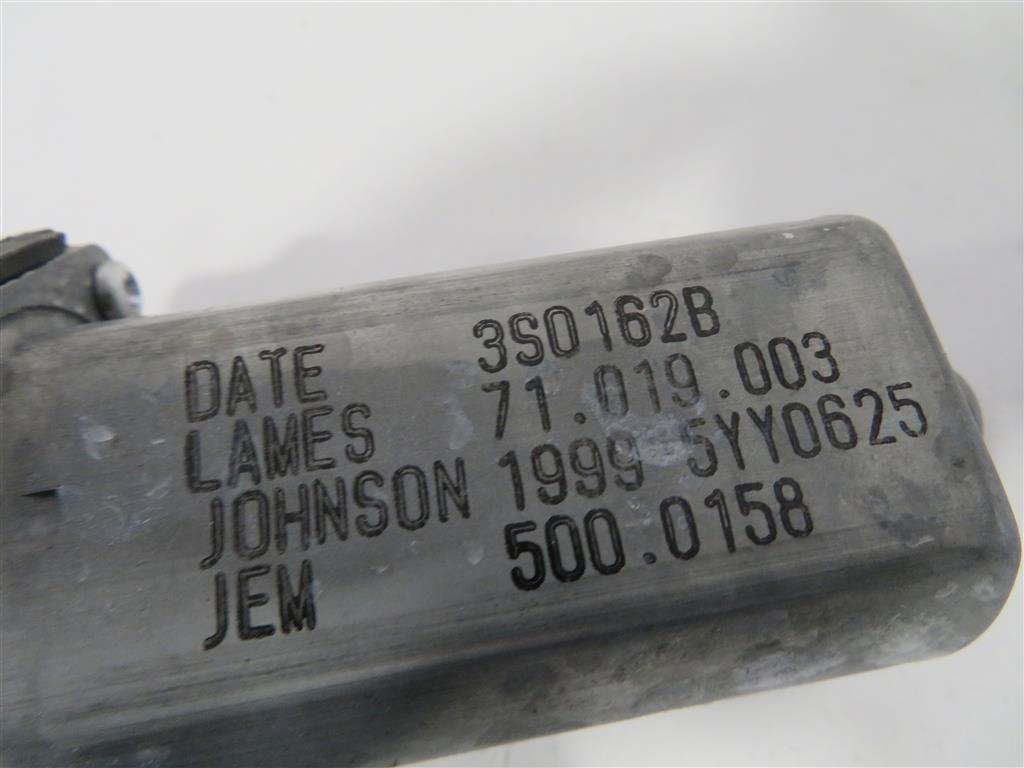 DATE 3S0162B
LAMES 71.019.003
JOHNSON 1999 5YY0625
JEM 500.0158